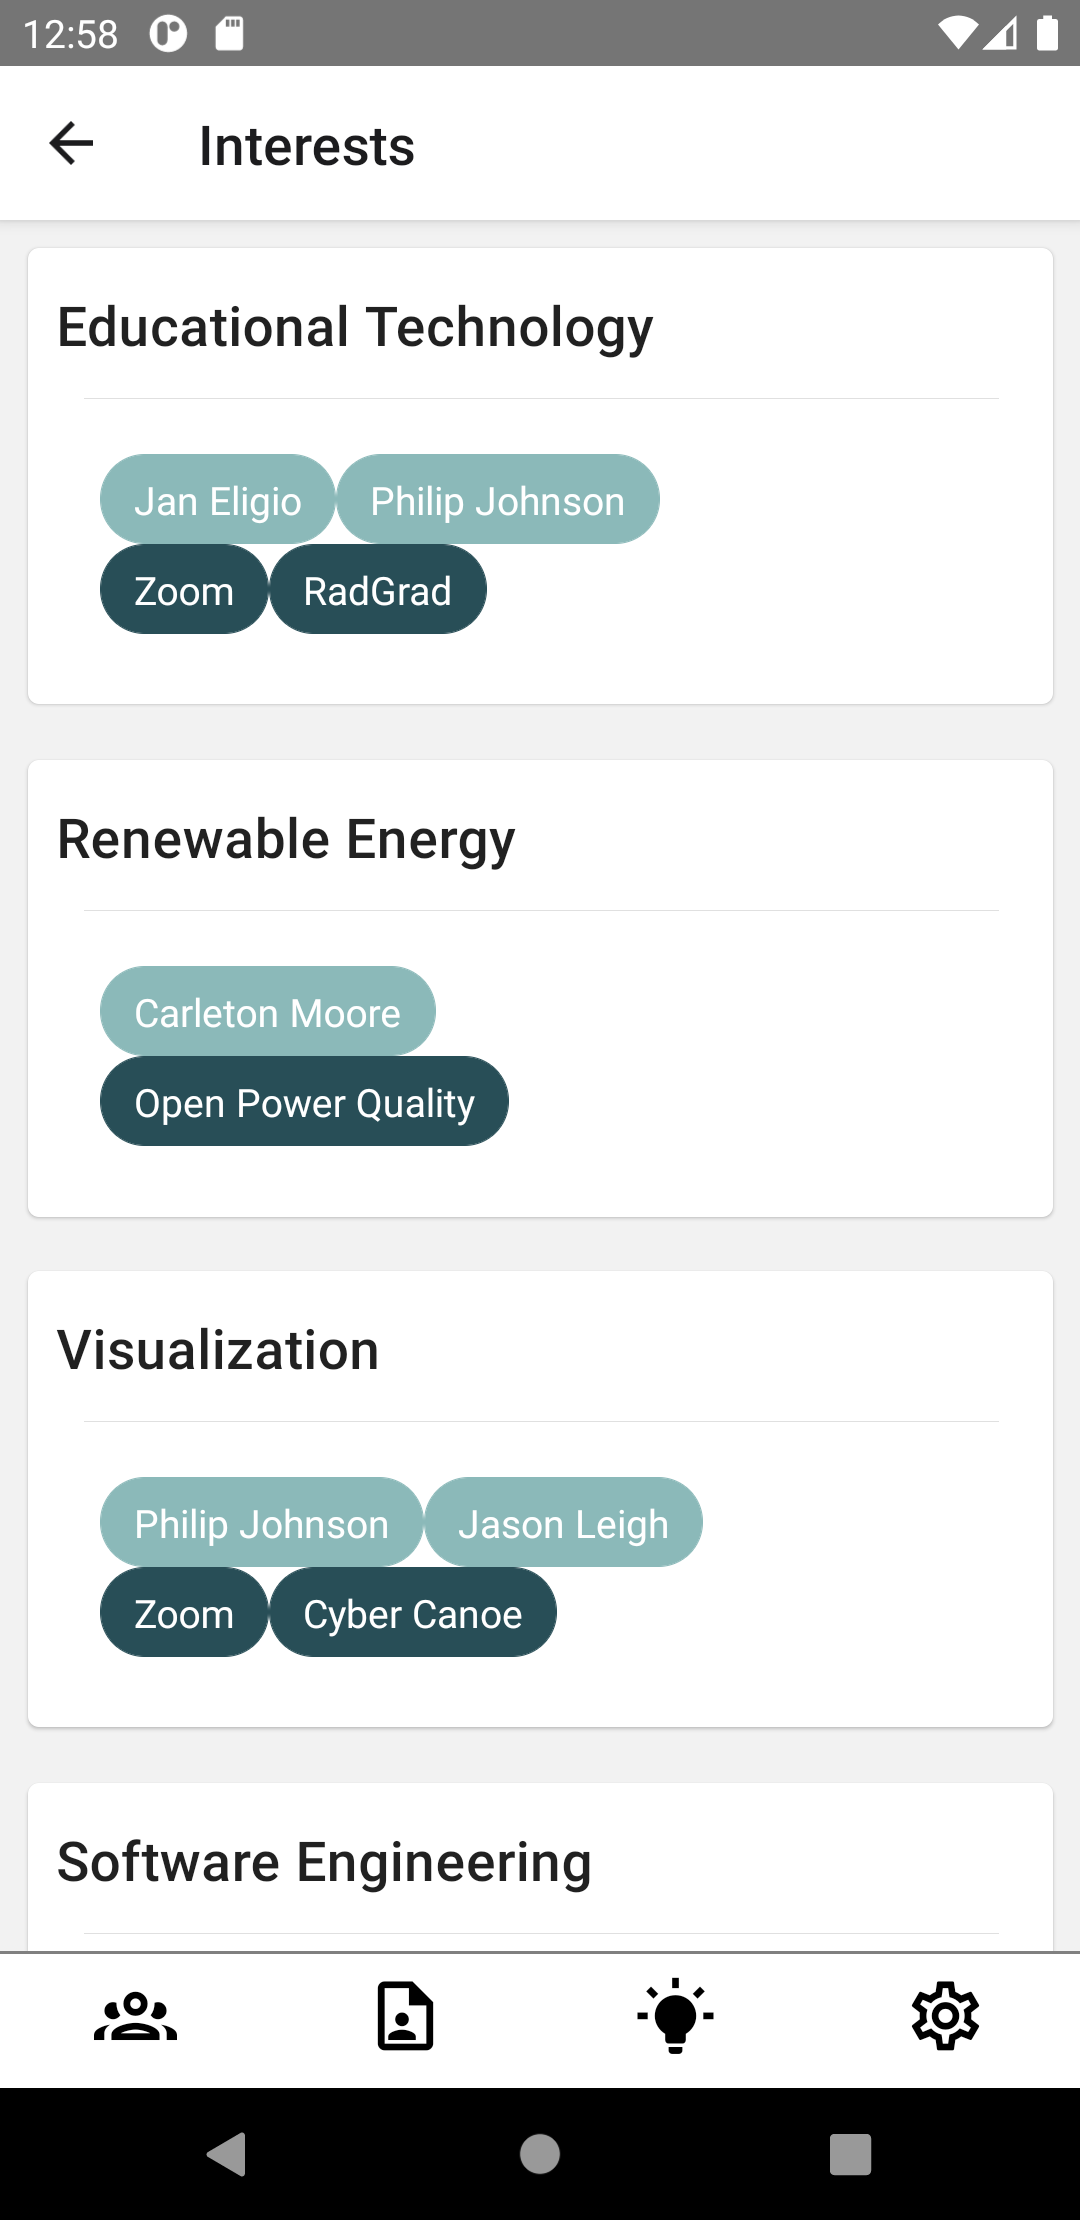 12:58
Interests
Educational Technology
Jan Eligio Philip Johnson
Zoom RadGrad
Renewable Energy
Carleton Moore
Open Power Quality
Visualization
Philip Johnson Jason Leigh
Zoom Cyber Canoe
Software Engineering